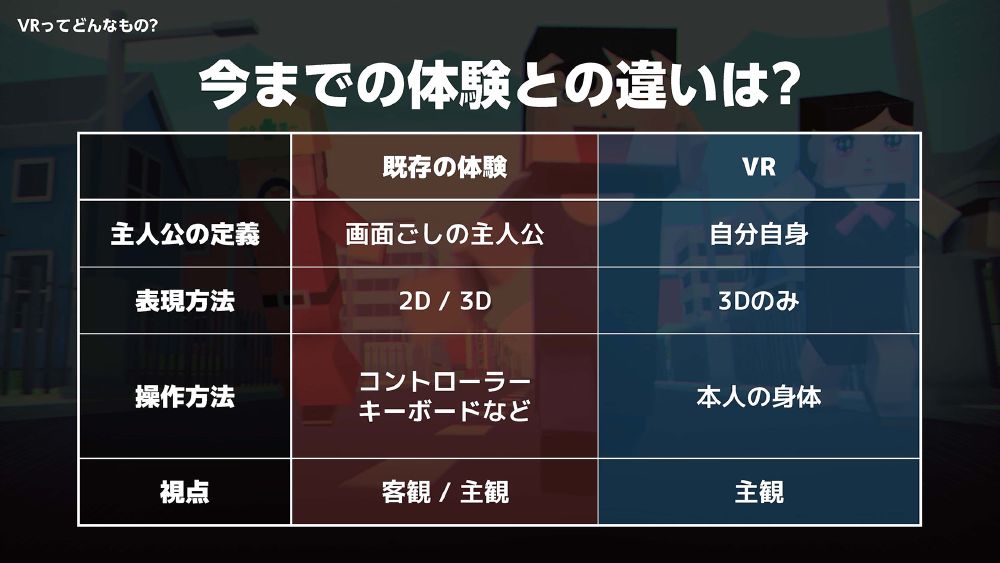 VRってどんなもの?
今までの体験との違いは?
既存の体験 VR
主人公の定義 画面ごしの主人公 自分自身
表現方法 2D / 3D 3Dのみ
操作方法 コントローラー
キーボードなど 本人の身体
視点 客観 / 主観 主観